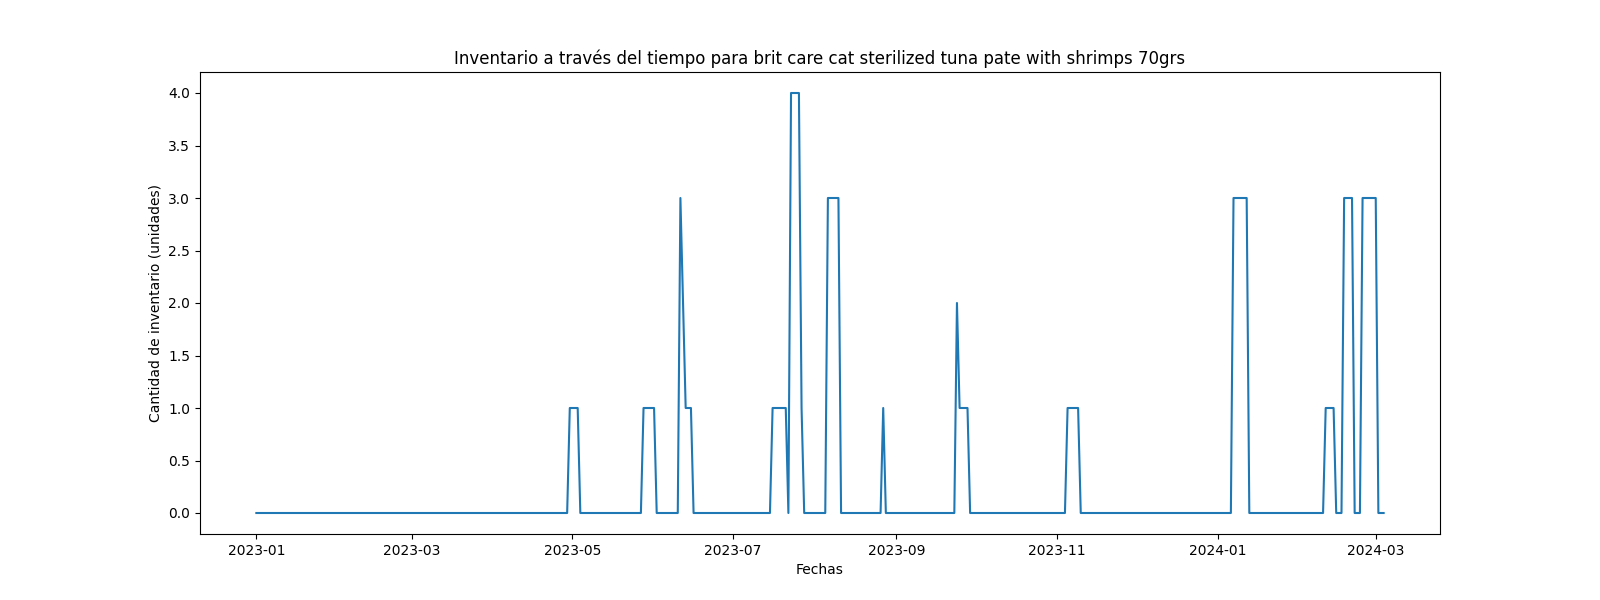 Inventario a través del tiempo para brit care cat sterilized tuna pate with shrimps 70grs
Cantidad de inventario (unidades)
4.0
3.5
3.0
2.5
2.0
1.5
1.0
0.5
0.0
2023-01 2023-03 2023-05 2023-07 2023-09 2023-11 2024-01 2024-03
Fechas